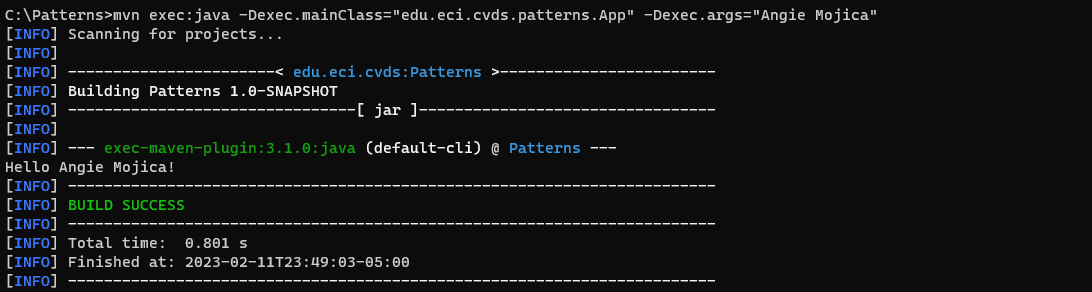 C:\Patterns>mvn exec:java -Dexec.mainClass="edu.eci.cvds.patterns.App" -Dexec.args="Angie Mojica"
[INFO] Scanning for projects...
[INFO]
[INFO] -----------------------< edu.eci.cvds:Patterns >------------------------
[INFO] Building Patterns 1.0-SNAPSHOT
[INFO] --------------------------------[ jar ]---------------------------------
[INFO]
[INFO] --- exec-maven-plugin:3.1.0:java (default-cli) @ Patterns ---
Hello Angie Mojica!
[INFO] ------------------------------------------------------------------------
[INFO] BUILD SUCCESS
[INFO] ------------------------------------------------------------------------
[INFO] Total time:  0.801 s
[INFO] Finished at: 2023-02-11T23:49:03-05:00
[INFO] ------------------------------------------------------------------------